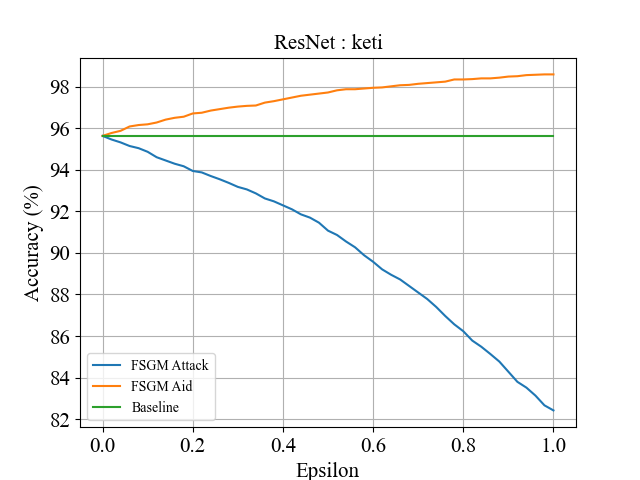 ResNet : keti
Accuracy (%)
98
96
94
92
90
88
86
84
82
FSGM Attack
FSGM Aid
Baseline
0.0 0.2 0.4 0.6 0.8 1.0
Epsilon